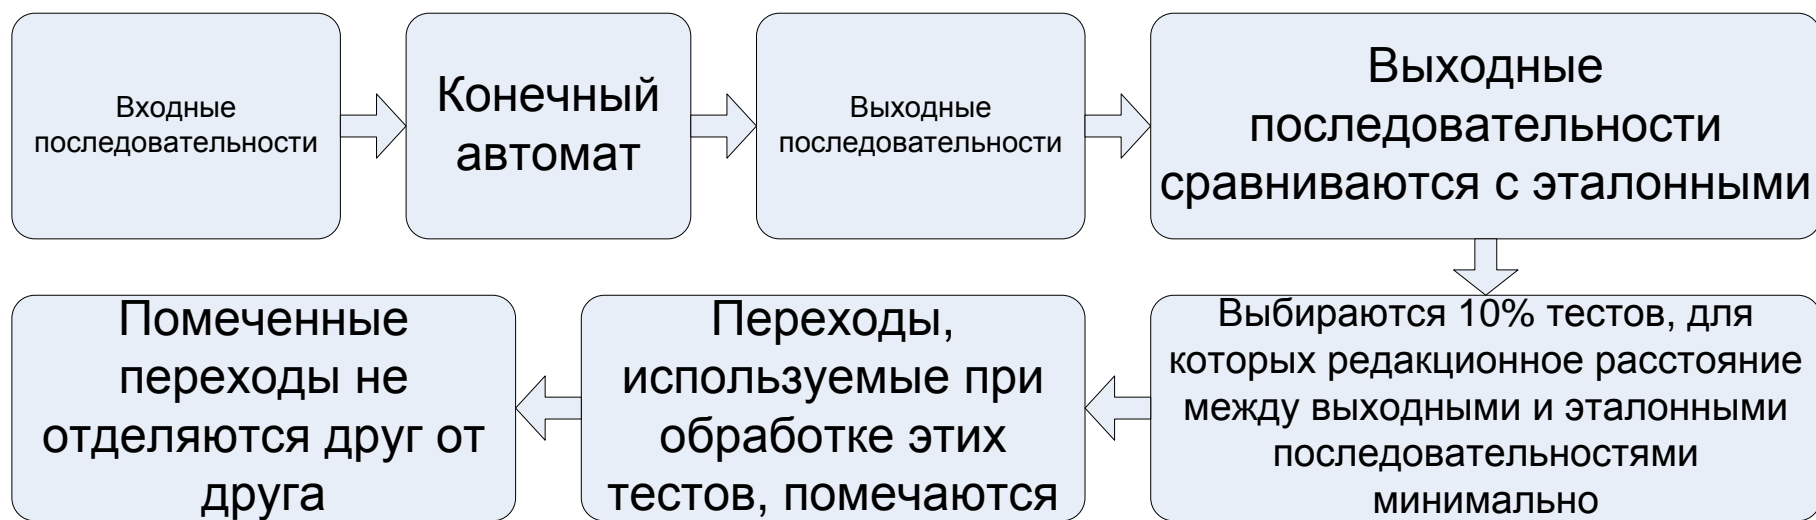 Входные
последовательности
Конечный
автомат
Выходные
последовательности
Выходные
последовательности
сравниваются с эталонными
Выбираются 10% тестов, для
которых редакционное расстояние
между выходными и эталонными
последовательностями
минимально
Переходы,
используемые при
обработке этих
тестов, помечаются
Помеченные
переходы не
отделяются друг от
друга